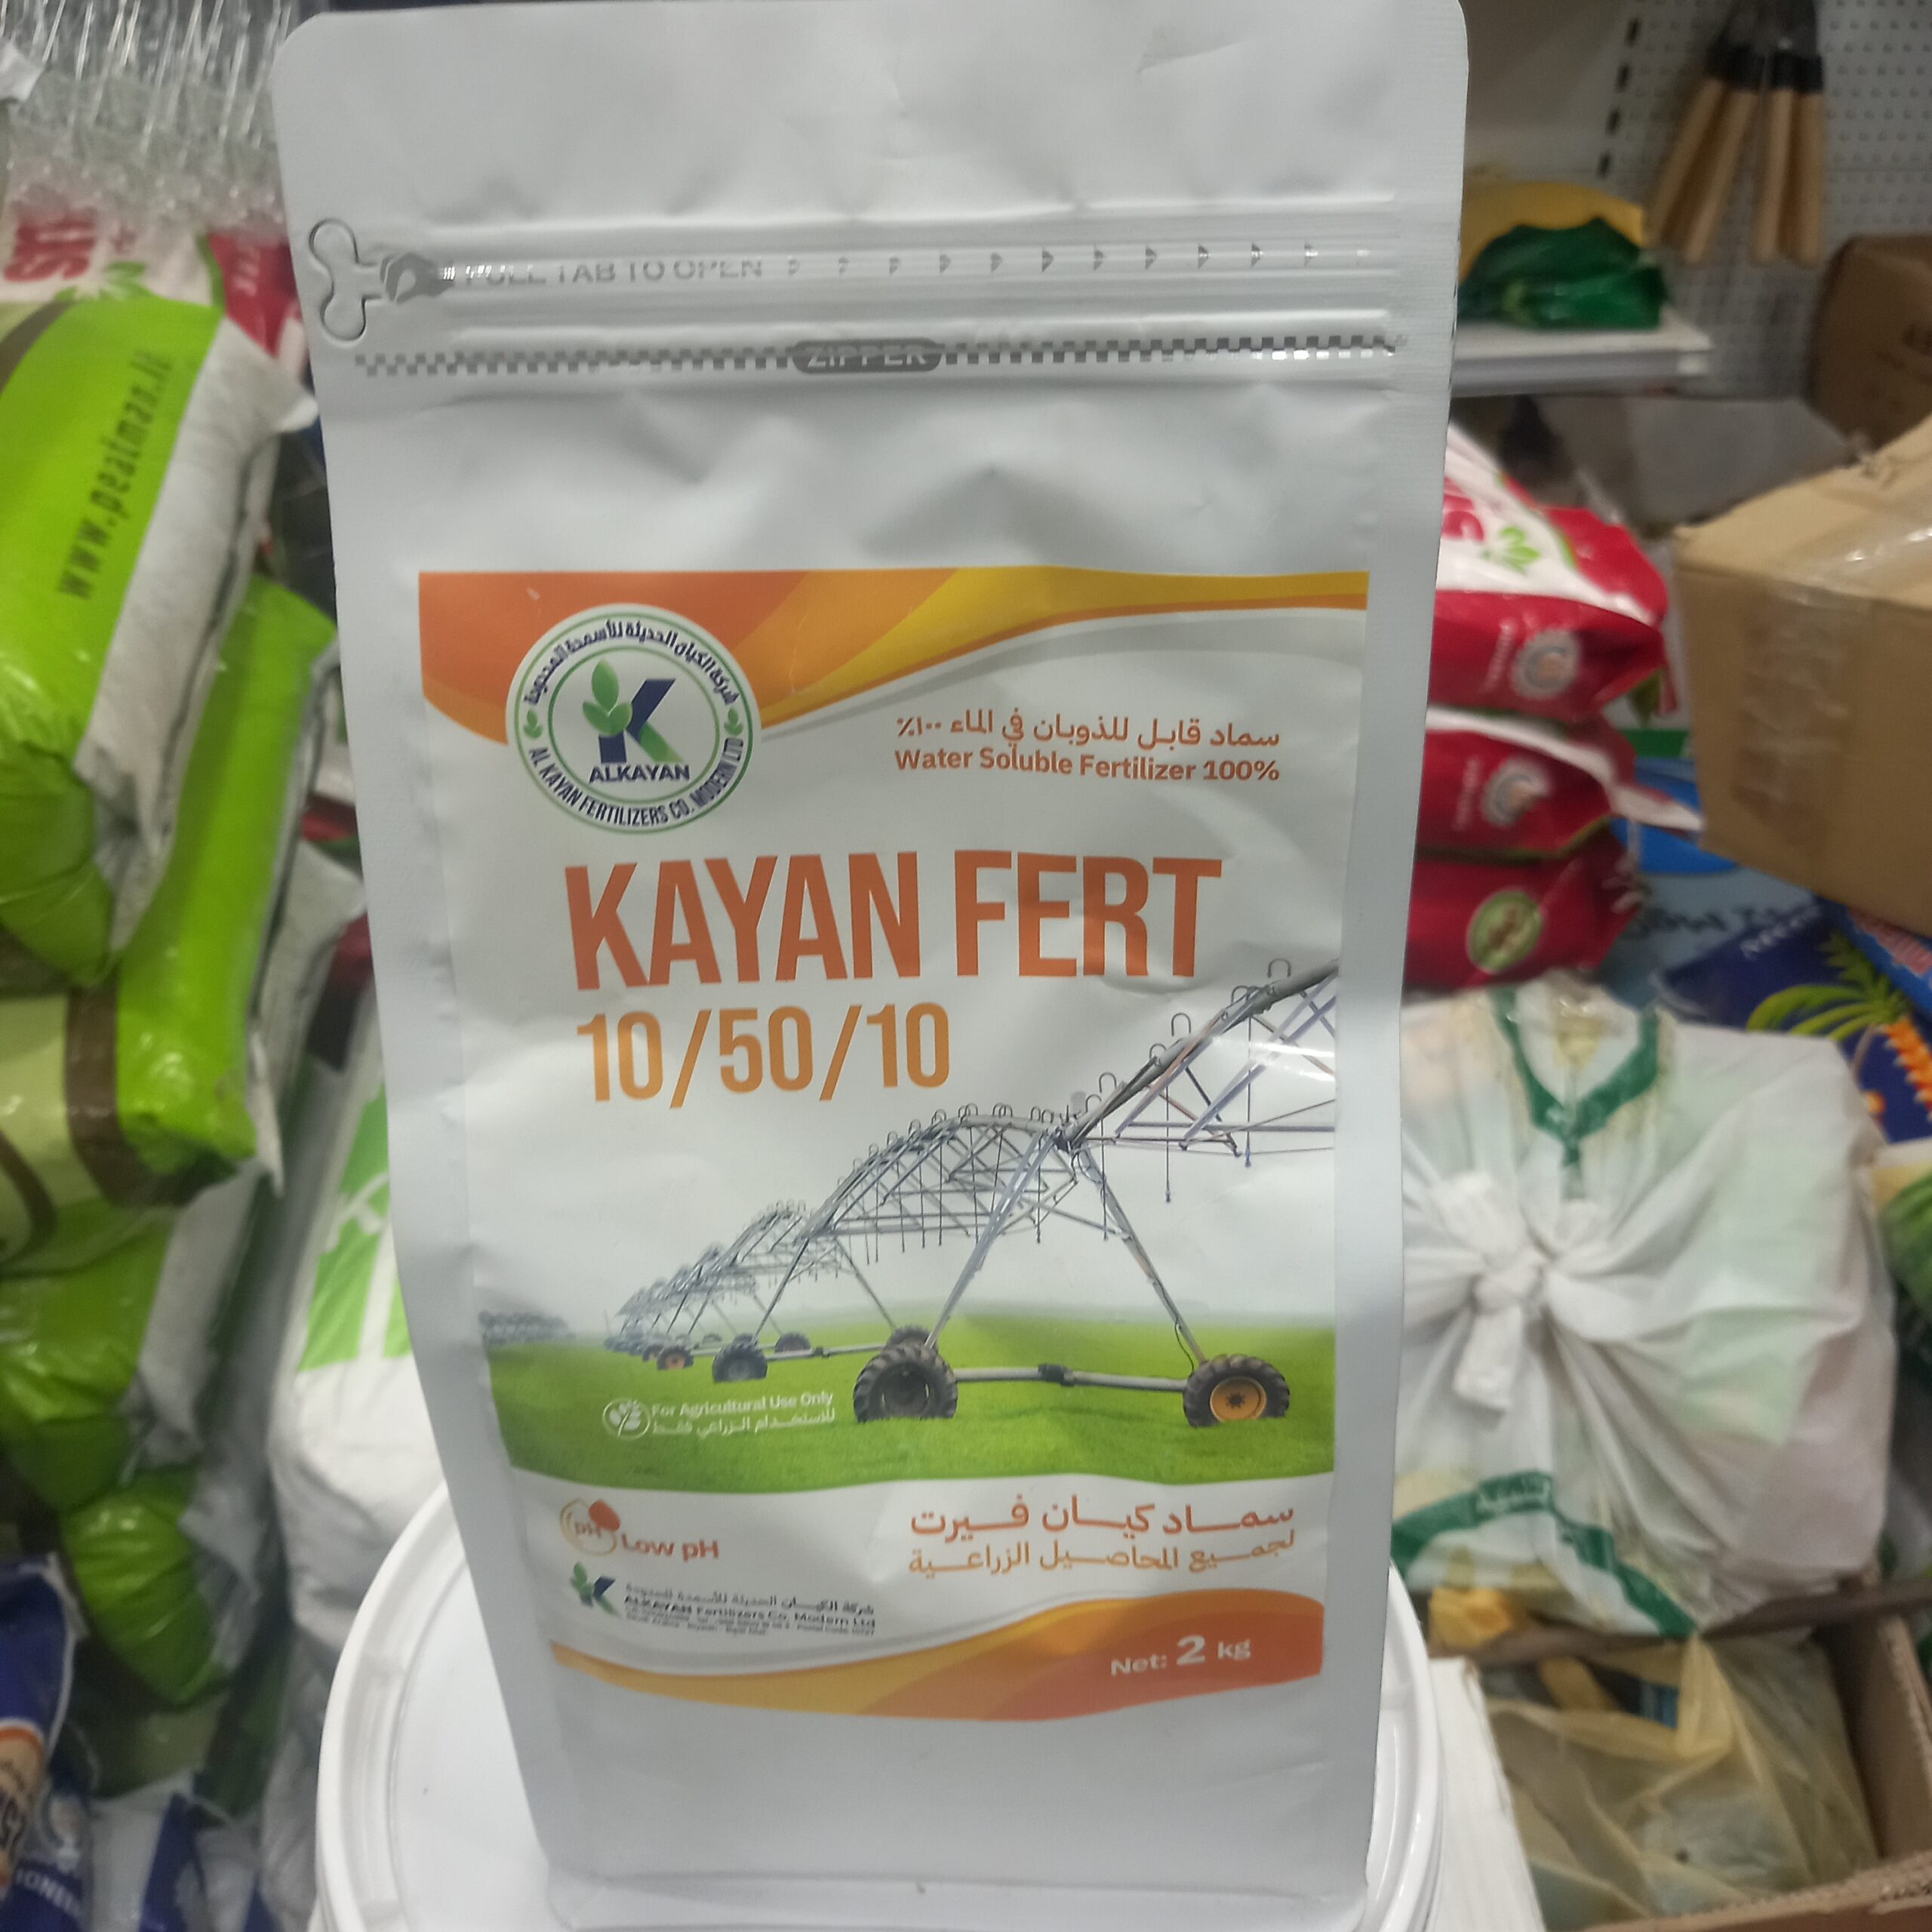 PULL TAB TO OPEN
ZIPPER
www.peatman.lt
شركة الكيان الحديثة للأسمدة المحدودة
ALKAYAN
AL KAYAN FERTILIZERS CO. MODERN LTD
سماد قابل للذوبان في الماء ١٠٠٪
Water Soluble Fertilizer 100%
KAYAN FERT
10/50/10
For Agricultural Use Only
للاستخدام الزراعي فقط
pH
Low pH
سماد كيان فيرت
لجميع المحاصيل الزراعية
شركة الكيان الحديثة للأسمدة المحدودة
ALKAYAN Fertilizers Co. Modern Ltd
Net: 2 kg